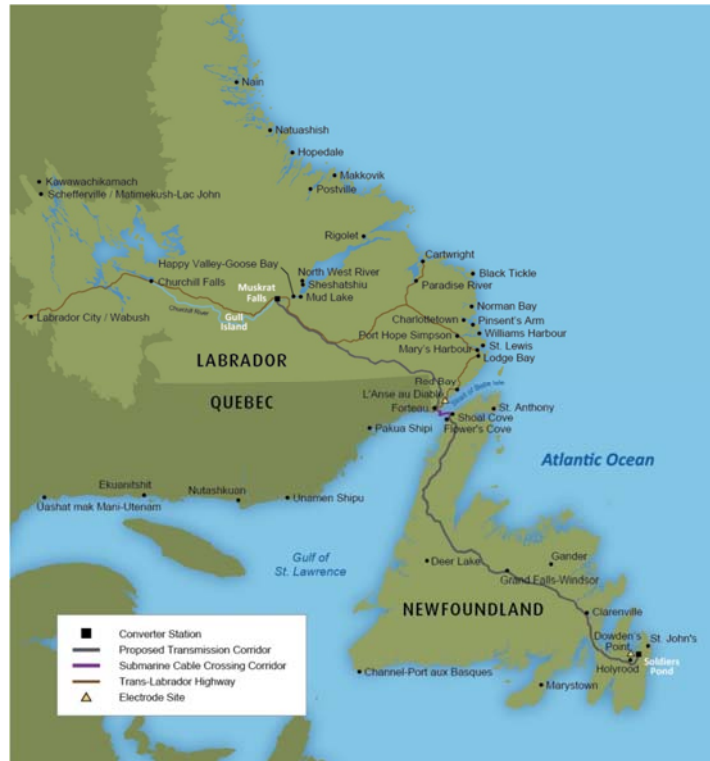 Nain
Natuashish
Hopedale
Makkovik
Postville
Kawawachikamach
Schefferville / Matimekush-Lac John
Rigolet
Cartwright
Happy Valley-Goose Bay
North West River
Sheshatshiu
Black Tickle
Churchill Falls
Paradise River
Muskrat
Falls
Mud Lake
Norman Bay
Churchill River
Gull
Island
Labrador City / Wabush
Charlottetown
Pinsent's Arm
Williams Harbour
Port Hope Simpson
St. Lewis
Mary's Harbour
Lodge Bay
LABRADOR
Red Bay
QUEBEC
L'Anse au Diable
Strait of Belle Isle
Forteau
St. Anthony
Shoal Cove
Flower's Cove
Pakua Shipi
Atlantic Ocean
Ekuanitshit
Nutashkuan
Unamen Shipu
Uashat mak Mani-Utenam
Gulf of
St. Lawrence
Gander
Deer Lake
Grand Falls-Windsor
NEWFOUNDLAND
Clarenville
Dowden's
Point
St. John's
Soldiers
Pond
Holyrood
Channel-Port aux Basques
Marystown
Converter Station
Proposed Transmission Corridor
Submarine Cable Crossing Corridor
Trans-Labrador Highway
Electrode Site